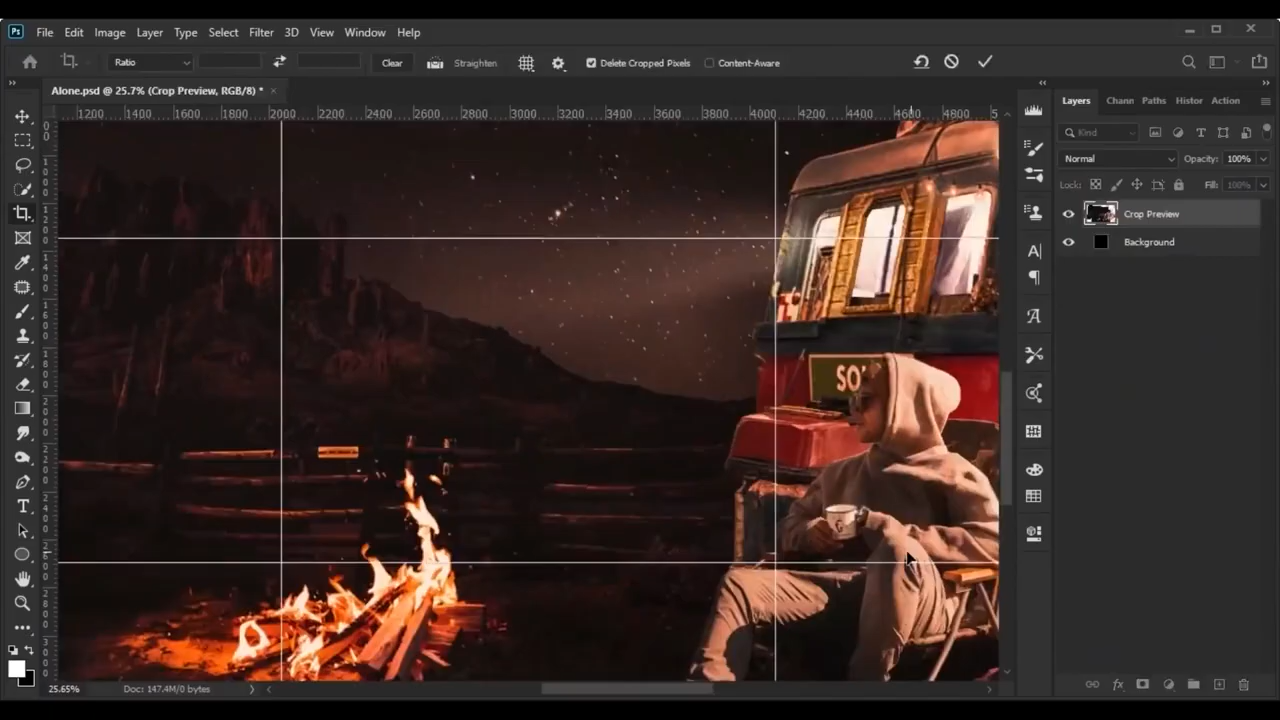 Ps File Edit Image Layer Type Select Filter 3D View Window Help
Ratio Clear Straighten Delete Cropped Pixels Content-Aware
Alone.psd @ 25.7% (Crop Preview, RGB/8) *
Layers Chann Paths Histor Action
1200 1400 1600 1800 2000 2200 2400 2600 2800 3000 3200 3400 3600 3800 4000 4200 4400 4600 4800 5
Kind
Normal Opacity: 100%
Lock: Fill: 100%
Crop Preview
Background
SO
25.65% Doc: 147.4M/0 bytes